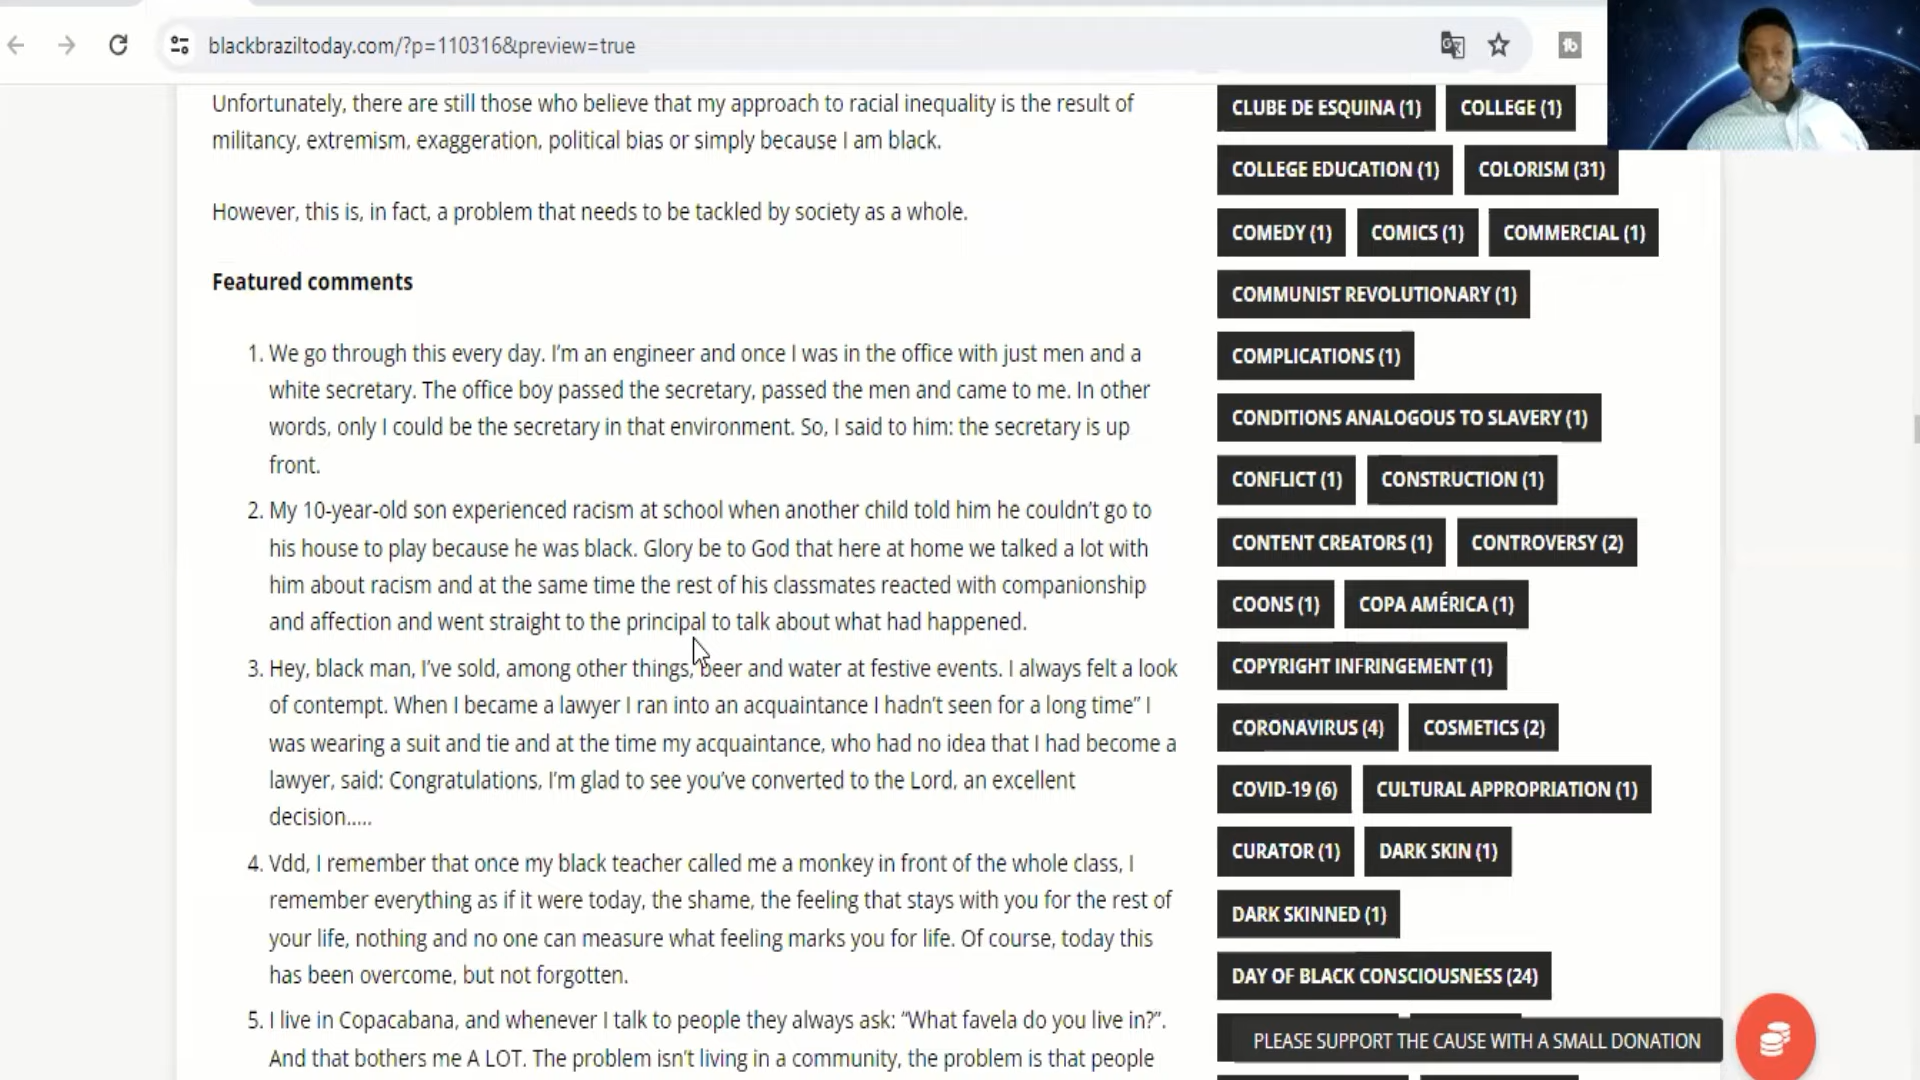 blackbraziltoday.com/?p=110316&preview=true
Unfortunately, there are still those who believe that my approach to racial inequality is the result of
militancy, extremism, exaggeration, political bias or simply because I am black.
However, this is, in fact, a problem that needs to be tackled by society as a whole.
Featured comments
1. We go through this every day. I'm an engineer and once I was in the office with just men and a
white secretary. The office boy passed the secretary, passed the men and came to me. In other
words, only I could be the secretary in that environment. So, I said to him: the secretary is up
front.
2. My 10-year-old son experienced racism at school when another child told him he couldn't go to
his house to play because he was black. Glory be to God that here at home we talked a lot with
him about racism and at the same time the rest of his classmates reacted with companionship
and affection and went straight to the principal to talk about what had happened.
3. Hey, black man, I've sold, among other things, beer and water at festive events. I always felt a look
of contempt. When I became a lawyer I ran into an acquaintance I hadn't seen for a long time" I
was wearing a suit and tie and at the time my acquaintance, who had no idea that I had become a
lawyer, said: Congratulations, I'm glad to see you've converted to the Lord, an excellent
decision.....
4. Vdd, I remember that once my black teacher called me a monkey in front of the whole class, I
remember everything as if it were today, the shame, the feeling that stays with you for the rest of
your life, nothing and no one can measure what feeling marks you for life. Of course, today this
has been overcome, but not forgotten.
5. I live in Copacabana, and whenever I talk to people they always ask: "What favela do you live in?".
And that bothers me A LOT. The problem isn't living in a community, the problem is that people
CLUBE DE ESQUINA (1) COLLEGE (1)
COLLEGE EDUCATION (1) COLORISM (31)
COMEDY (1) COMICS (1) COMMERCIAL (1)
COMMUNIST REVOLUTIONARY (1)
COMPLICATIONS (1)
CONDITIONS ANALOGOUS TO SLAVERY (1)
CONFLICT (1) CONSTRUCTION (1)
CONTENT CREATORS (1) CONTROVERSY (2)
COONS (1) COPA AMÉRICA (1)
COPYRIGHT INFRINGEMENT (1)
CORONAVIRUS (4) COSMETICS (2)
COVID-19 (6) CULTURAL APPROPRIATION (1)
CURATOR (1) DARK SKIN (1)
DARK SKINNED (1)
DAY OF BLACK CONSCIOUSNESS (24)
PLEASE SUPPORT THE CAUSE WITH A SMALL DONATION